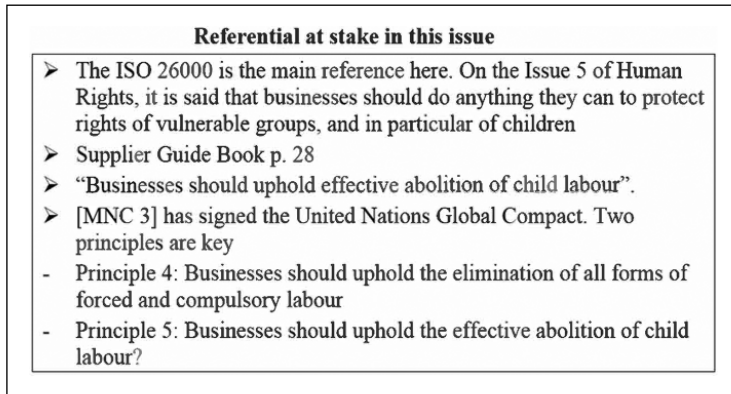 Referential at stake in this issue
➤ The ISO 26000 is the main reference here. On the Issue 5 of Human
Rights, it is said that businesses should do anything they can to protect
rights of vulnerable groups, and in particular of children
➤ Supplier Guide Book p. 28
➤ “Businesses should uphold effective abolition of child labour”.
➤ [MNC 3] has signed the United Nations Global Compact. Two
principles are key
- Principle 4: Businesses should uphold the elimination of all forms of
forced and compulsory labour
- Principle 5: Businesses should uphold the effective abolition of child
labour?